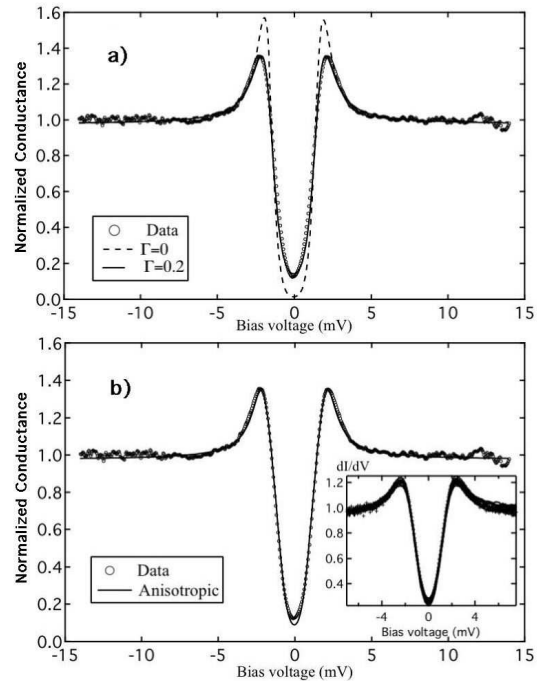 a)
Normalized Conductance
1.6
1.4
1.2
1.0
0.8
0.6
0.4
0.2
0.0
Data
Γ=0
Γ=0.2
-15 -10 -5 0 5 10 15
Bias voltage (mV)
b)
Normalized Conductance
1.6
1.4
1.2
1.0
0.8
0.6
0.4
0.2
0.0
Data
Anisotropic
dI/dV
1.2
1.0
0.8
0.6
0.4
-4 0 4
Bias voltage (mV)
-15 -10 -5 0 5 10 15
Bias voltage (mV)